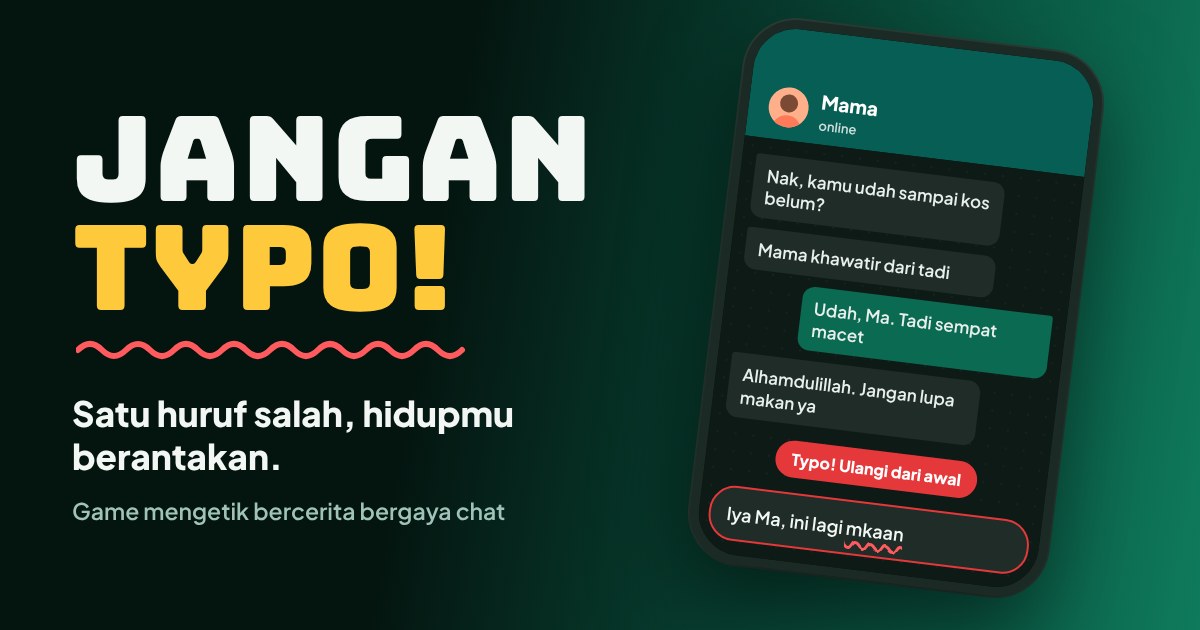 JANGAN
TYPO!
Satu huruf salah, hidupmu
berantakan.
Game mengetik bercerita bergaya chat
Mama
online
Nak, kamu udah sampai kos
belum?
Mama khawatir dari tadi
Udah, Ma. Tadi sempat
macet
Alhamdulillah. Jangan lupa
makan ya
Typo! Ulangi dari awal
Iya Ma, ini lagi mkaan